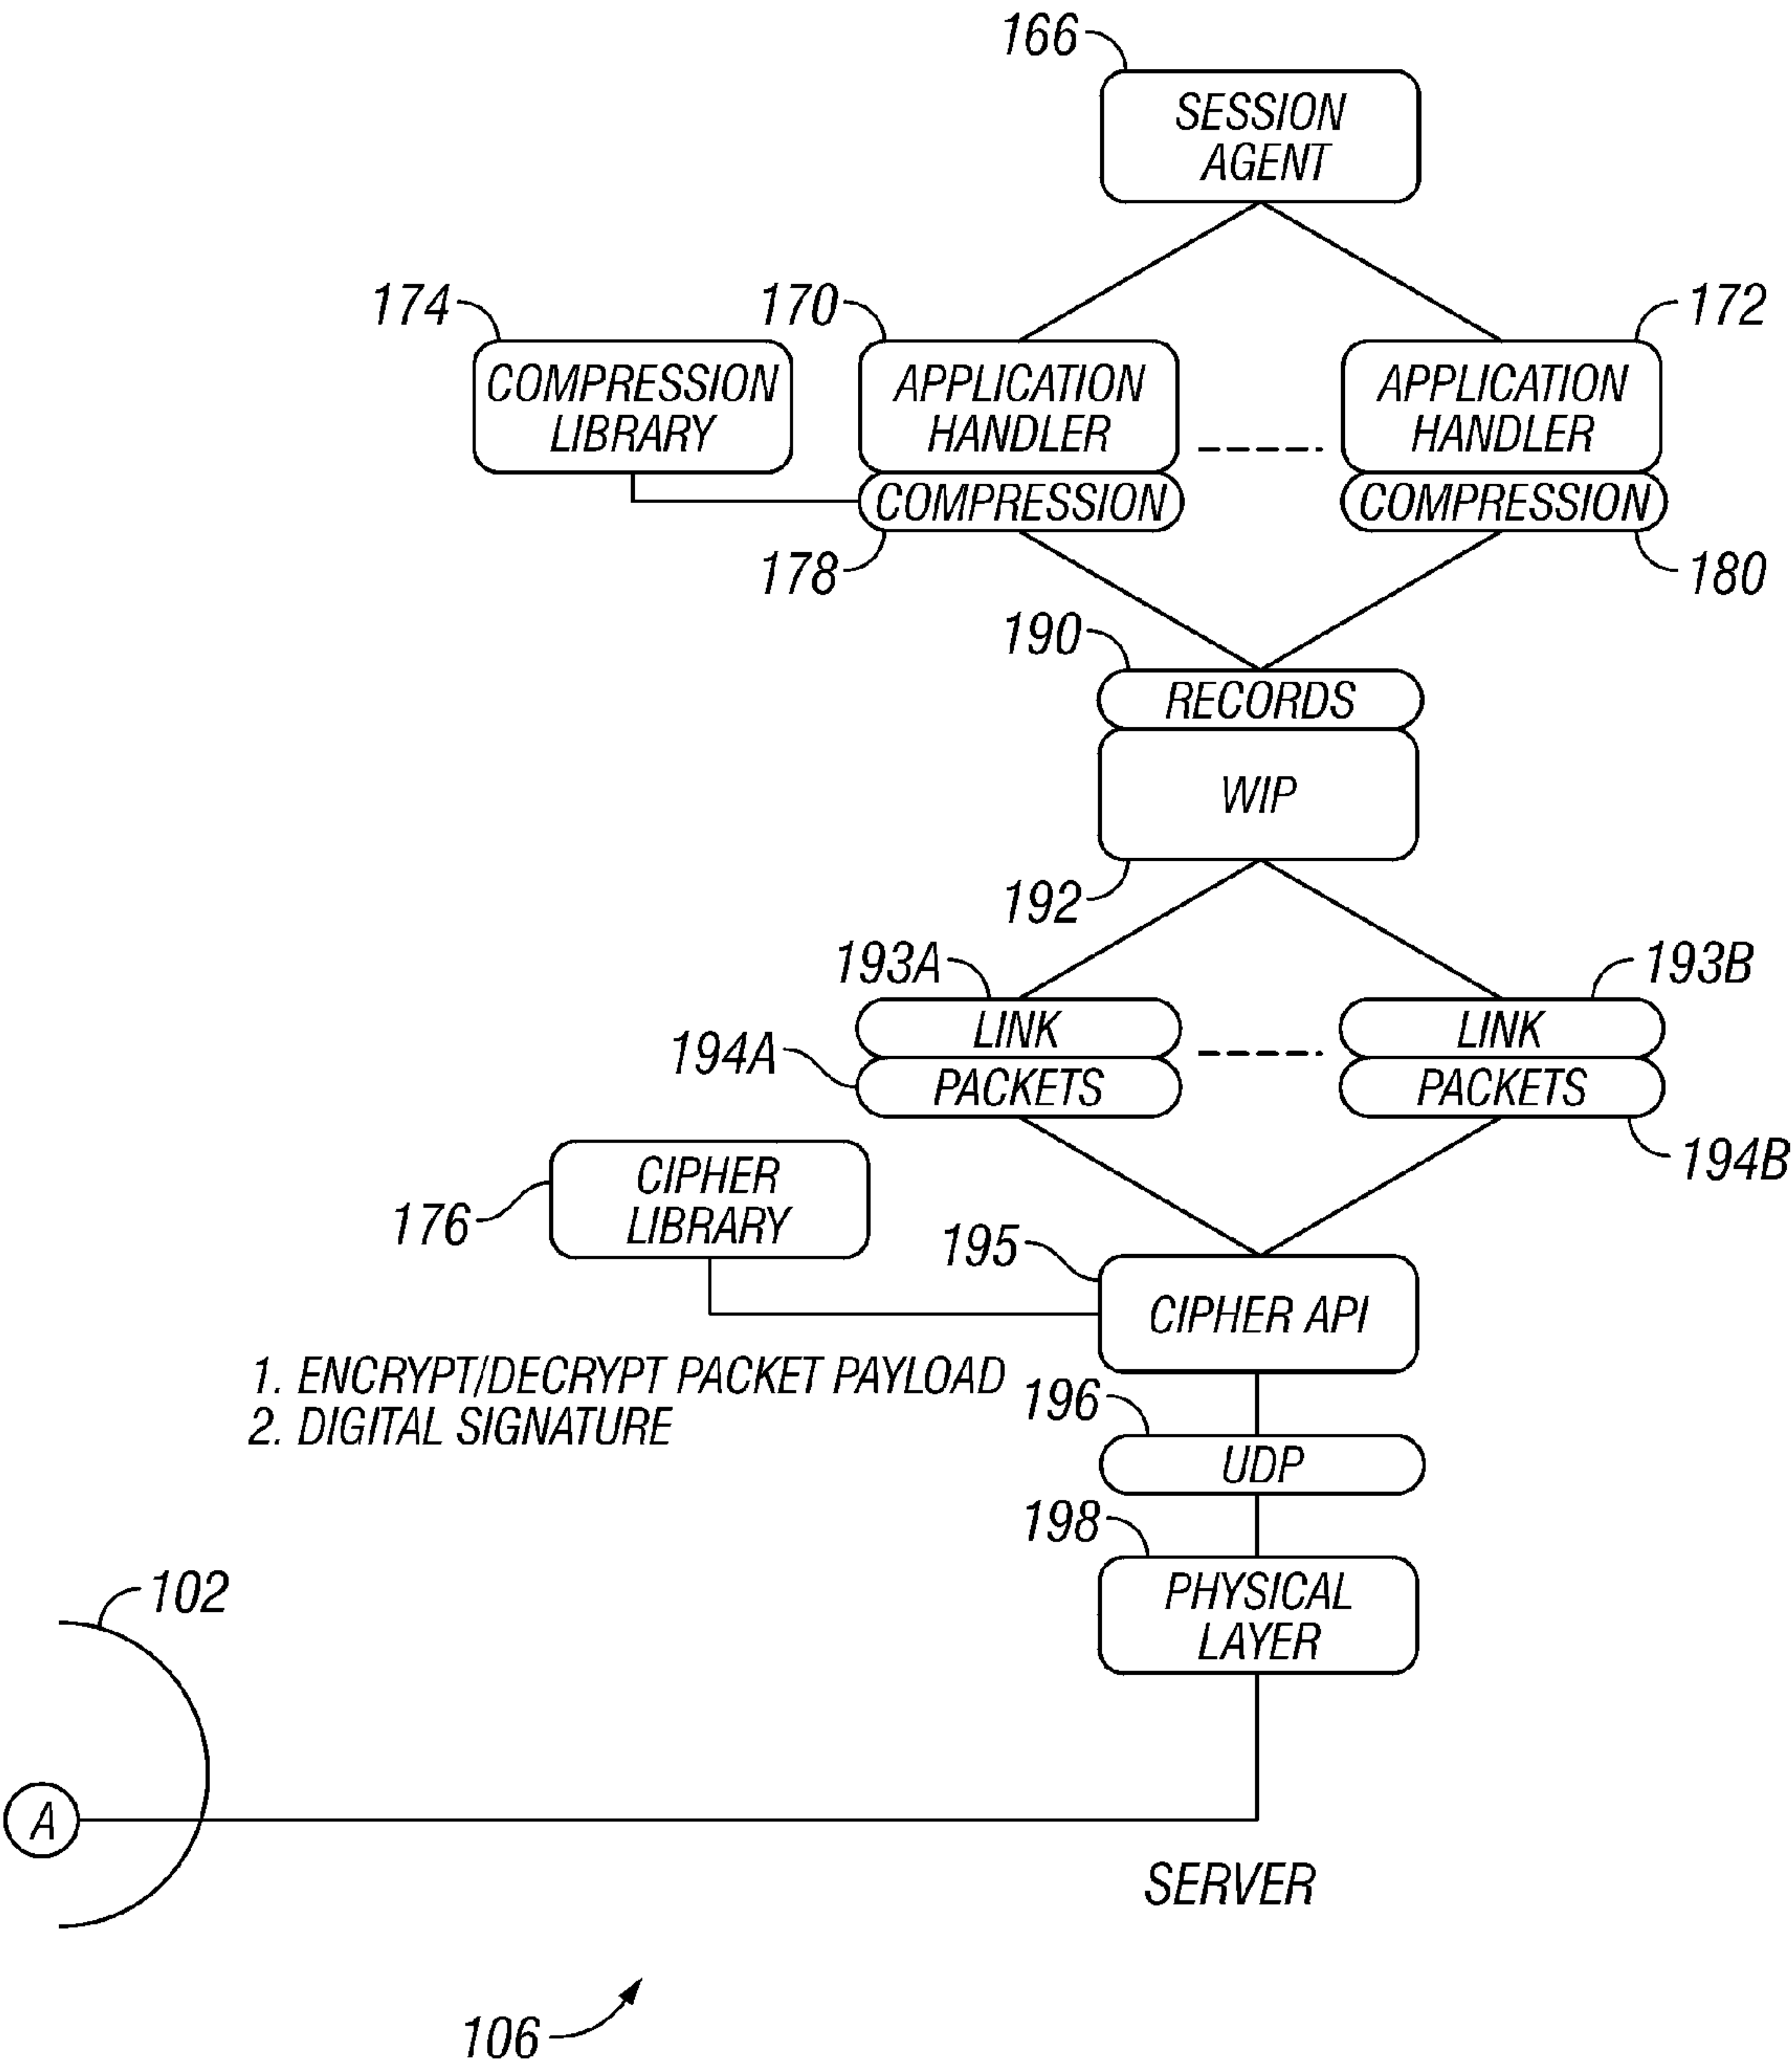 166
SESSION
AGENT
174
170
172
COMPRESSION
LIBRARY
APPLICATION
HANDLER
APPLICATION
HANDLER
COMPRESSION
COMPRESSION
178
180
190
RECORDS
WIP
192
193A
193B
LINK
LINK
194A
PACKETS
PACKETS
194B
CIPHER
LIBRARY
176
195
CIPHER API
1. ENCRYPT/DECRYPT PACKET PAYLOAD
2. DIGITAL SIGNATURE
196
UDP
198
PHYSICAL
LAYER
102
A
SERVER
106